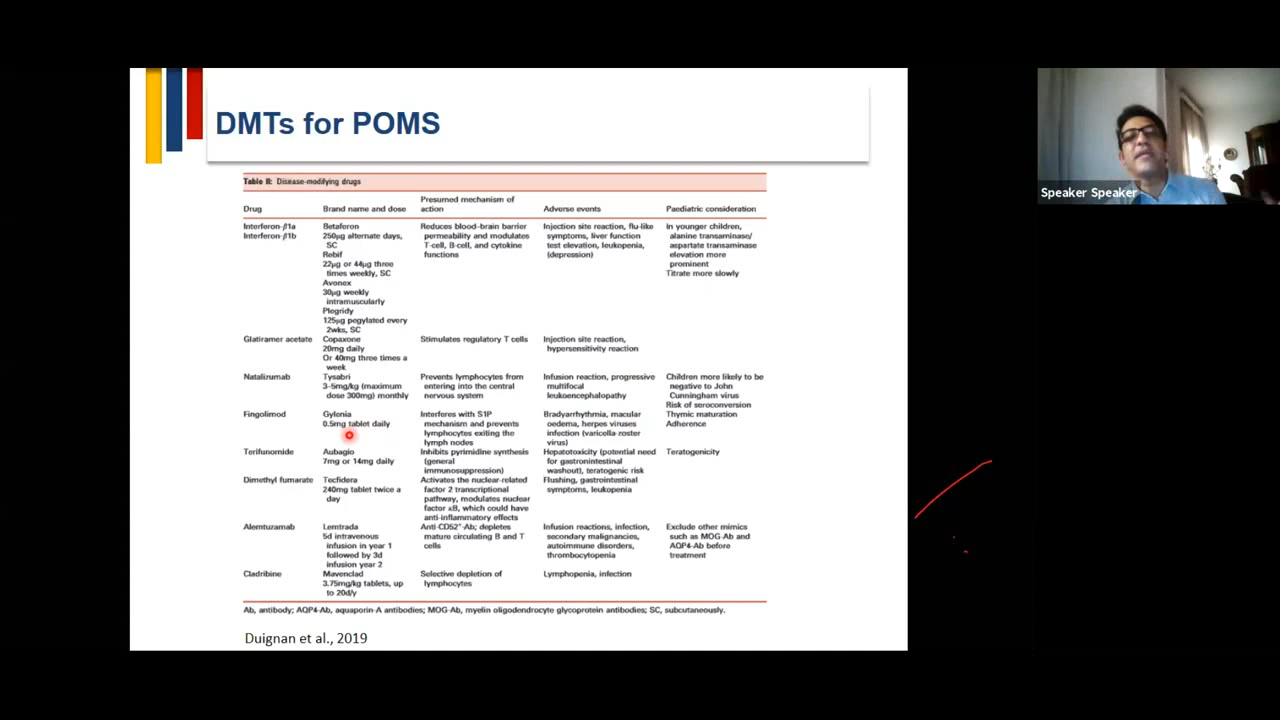 DMTs for POMS
Speaker Speaker
Table II: Disease-modifying drugs
Drug Brand name and dose Presumed mechanism of action Adverse events Paediatric consideration
Interferon-β1a Betaferon Reduces blood–brain barrier Injection site reaction, flu-like In younger children,
Interferon-β1b 250μg alternate days, permeability and modulates symptoms, liver function alanine transaminase/
SC T-cell, B-cell, and cytokine test elevation, leukopenia, aspartate transaminase
Rebif functions (depression) elevation more
22μg or 44μg three prominent
times weekly, SC Titrate more slowly
Avonex
30μg weekly
intramuscularly
Plegridy
125μg pegylated every
2wks, SC
Glatiramer acetate Copaxone Stimulates regulatory T cells Injection site reaction,
20mg daily hypersensitivity reaction
Or 40mg three times a
week
Natalizumab Tysabri Prevents lymphocytes from Infusion reaction, progressive Children more likely to be
3–5mg/kg (maximum entering into the central multifocal negative to John
dose 300mg) monthly nervous system leukoencephalopathy Cunningham virus
Risk of seroconversion
Fingolimod Gylenia Interferes with S1P Bradyarrhythmia, macular Thymic maturation
0.5mg tablet daily mechanism and prevents oedema, herpes viruses Adherence
lymphocytes exiting the infection (varicella-zoster
lymph nodes virus)
Terifunomide Aubagio Inhibits pyrimidine synthesis Hepatotoxicity (potential need Teratogenicity
7mg or 14mg daily (general for gastrointestinal
immunosuppression) washout), teratogenic risk
Dimethyl fumarate Tecfidera Activates the nuclear-related Flushing, gastrointestinal
240mg tablet twice a factor 2 transcriptional symptoms, leukopenia
day pathway, modulates nuclear
factor κB, which could have
anti-inflammatory effects
Alemtuzamab Lemtrada Anti-CD52⁺-Ab; depletes Infusion reactions, infection, Exclude other mimics
5d intravenous mature circulating B and T secondary malignancies, such as MOG-Ab and
infusion in year 1 cells autoimmune disorders, AQP4-Ab before
followed by 3d thrombocytopenia treatment
infusion year 2
Cladribine Mavenclad Selective depletion of Lymphopenia, infection
3.75mg/kg tablets, up lymphocytes
to 20d/y
Ab, antibody; AQP4-Ab, aquaporin-A antibodies; MOG-Ab, myelin oligodendrocyte glycoprotein antibodies; SC, subcutaneously.
Duignan et al., 2019